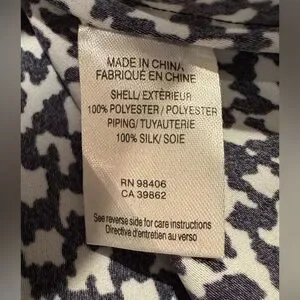 MADE IN CHINA
FABRIQUÉ EN CHINE
SHELL/EXTÉRIEUR
100% POLYESTER/POLYESTER
PIPING/TUYAUTERIE
100% SILK/SOIE
RN 98406
CA 39862
See reverse side for care instructions
Directive d'entretien au verso